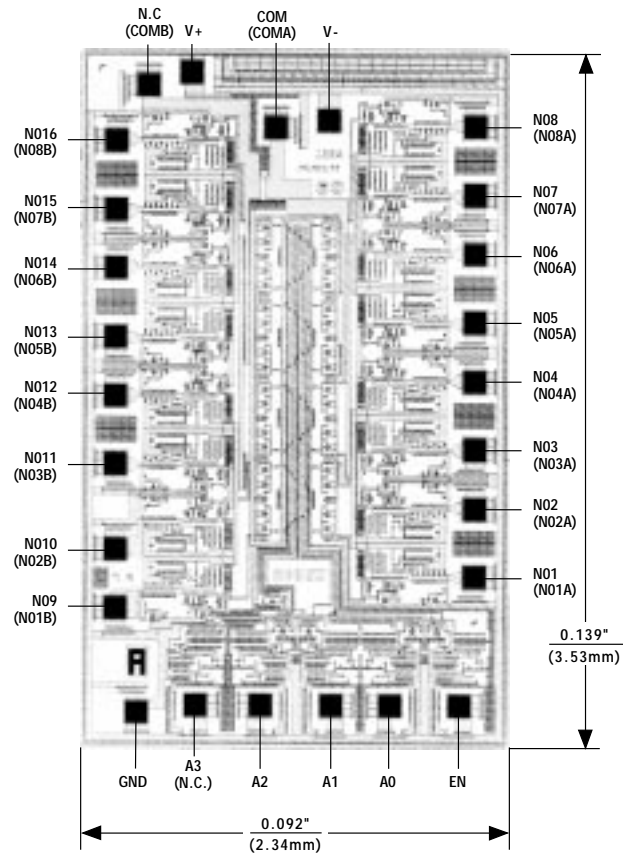 N.C
(COMB)
V+
COM
(COMA)
V-
N016
(N08B)
N015
(N07B)
N014
(N06B)
N013
(N05B)
N012
(N04B)
N011
(N03B)
N010
(N02B)
N09
(N01B)
N08
(N08A)
N07
(N07A)
N06
(N06A)
N05
(N05A)
N04
(N04A)
N03
(N03A)
N02
(N02A)
N01
(N01A)
0.139"
(3.53mm)
A
GND
A3
(N.C.)
A2
A1
A0
EN
0.092"
(2.34mm)